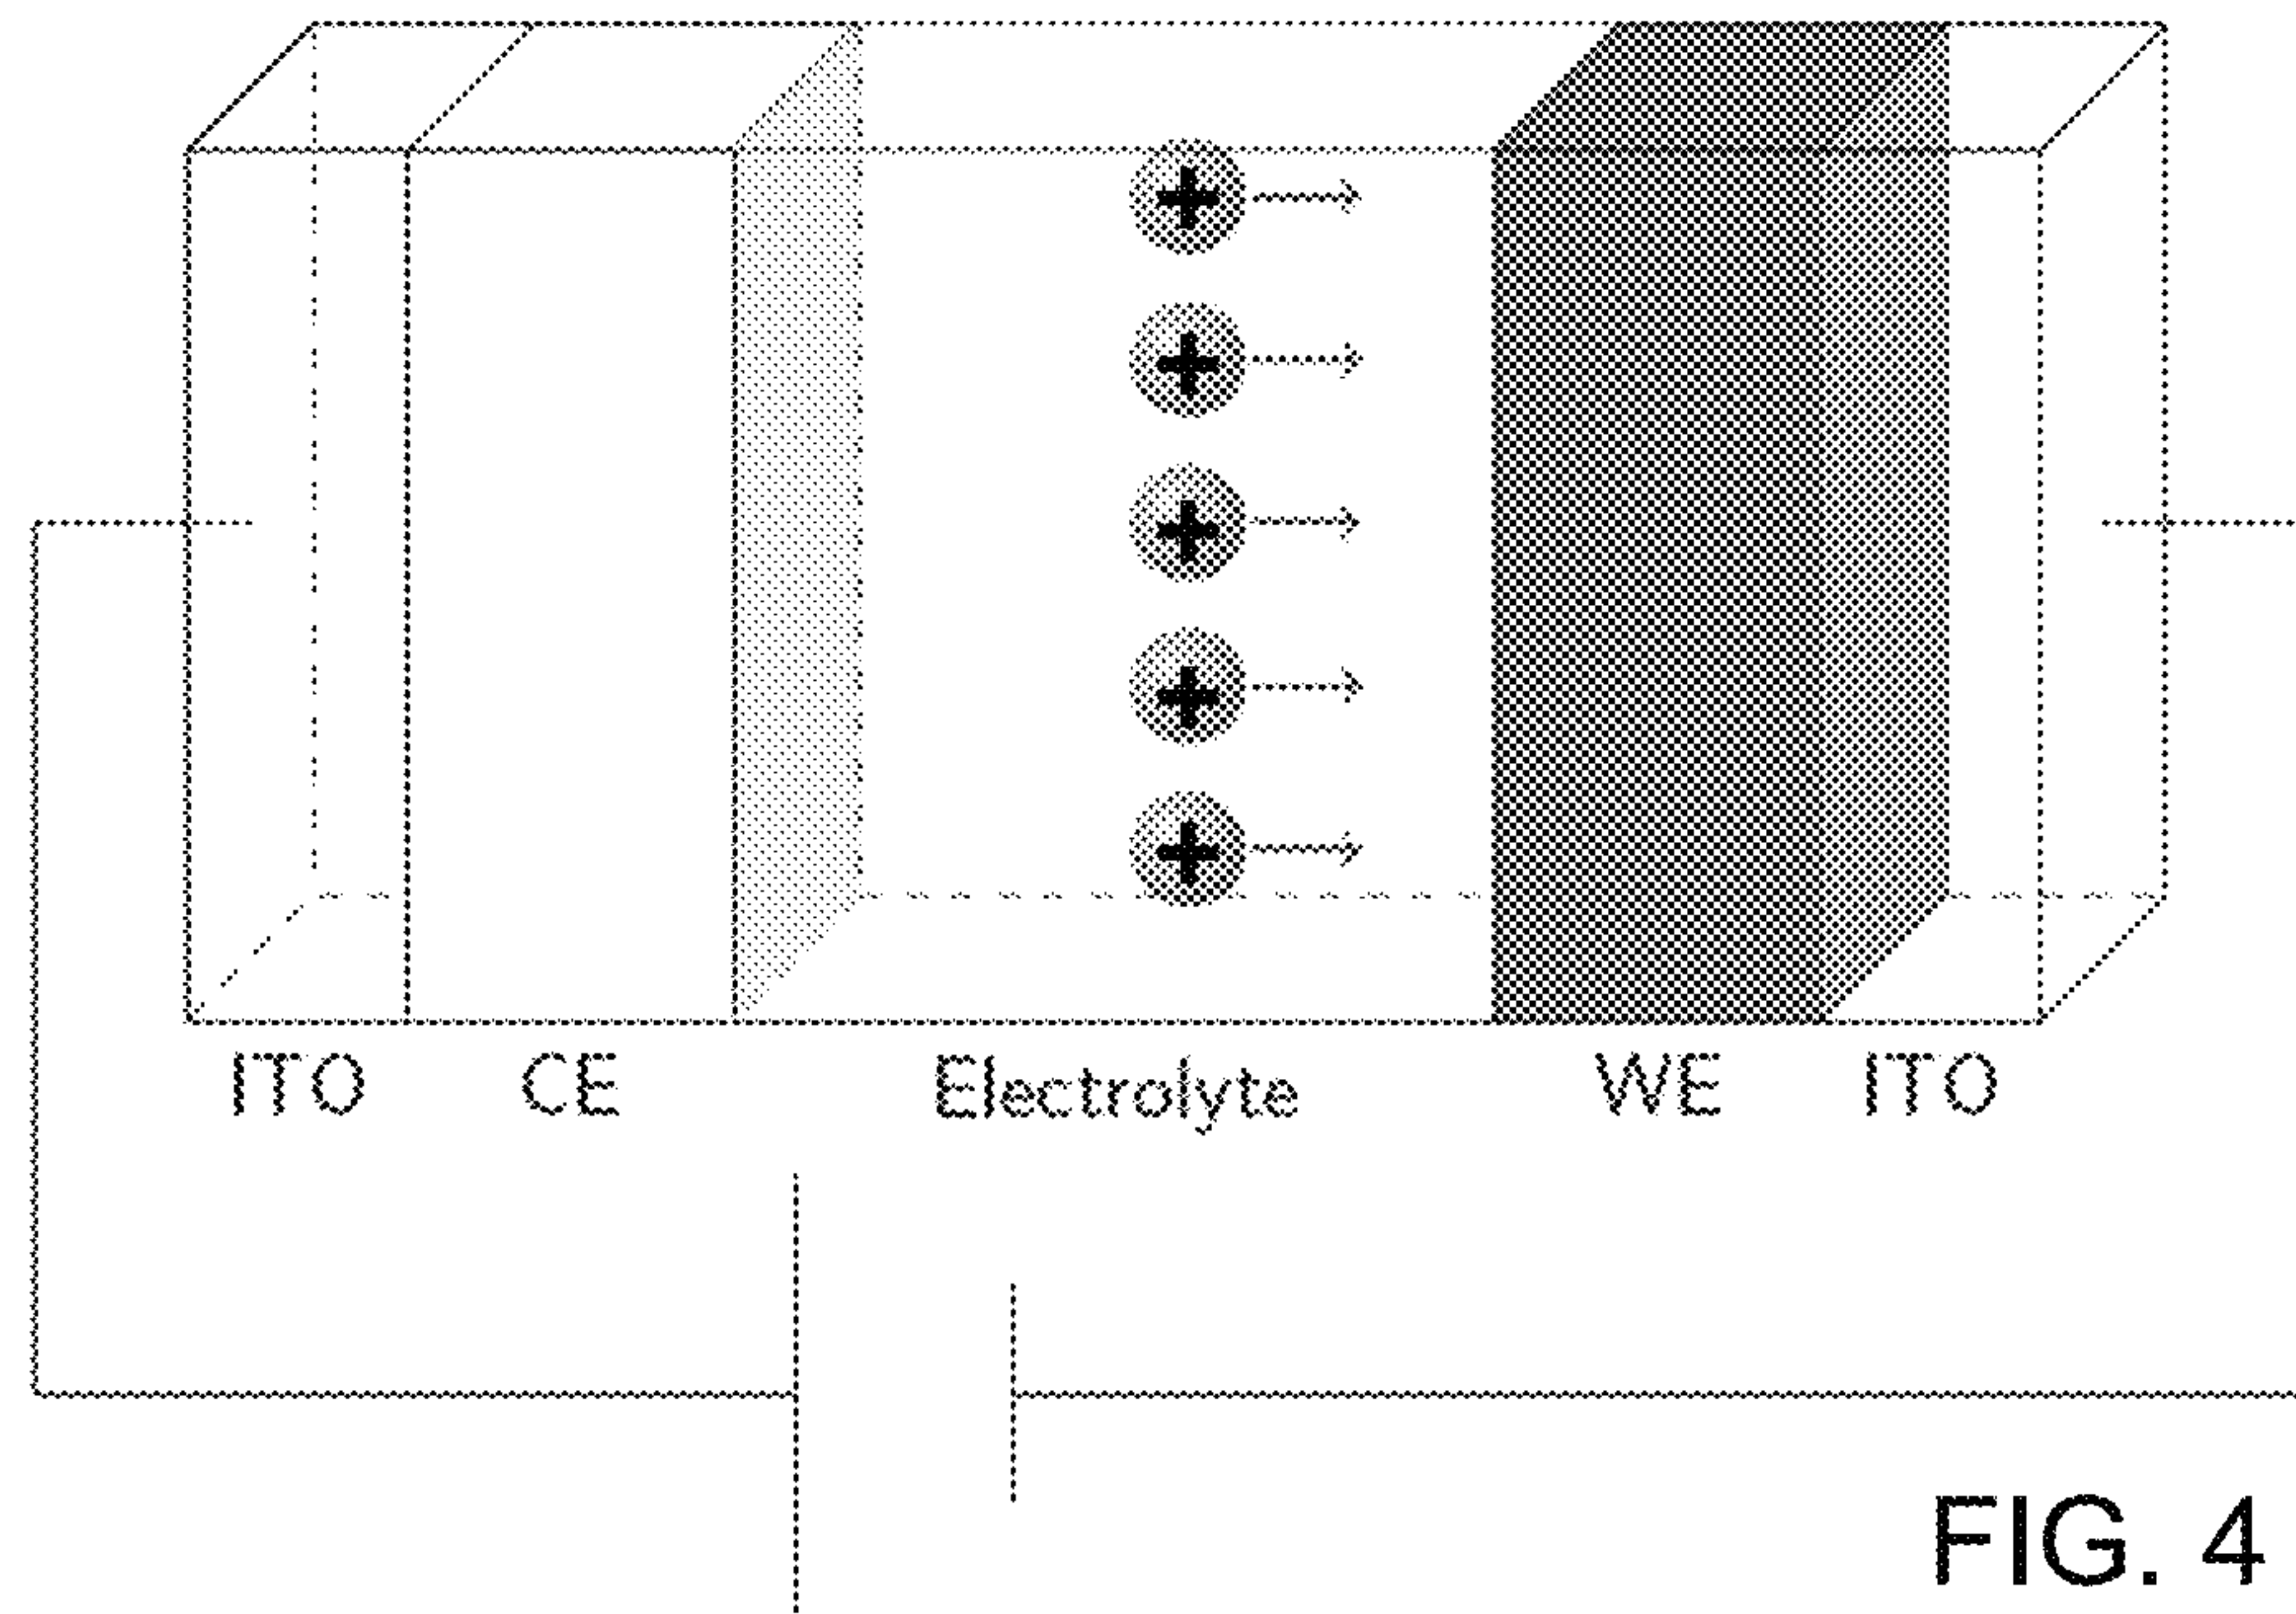 +
+
+
+
+
ITO CE Electrolyte WE ITO
FIG. 4